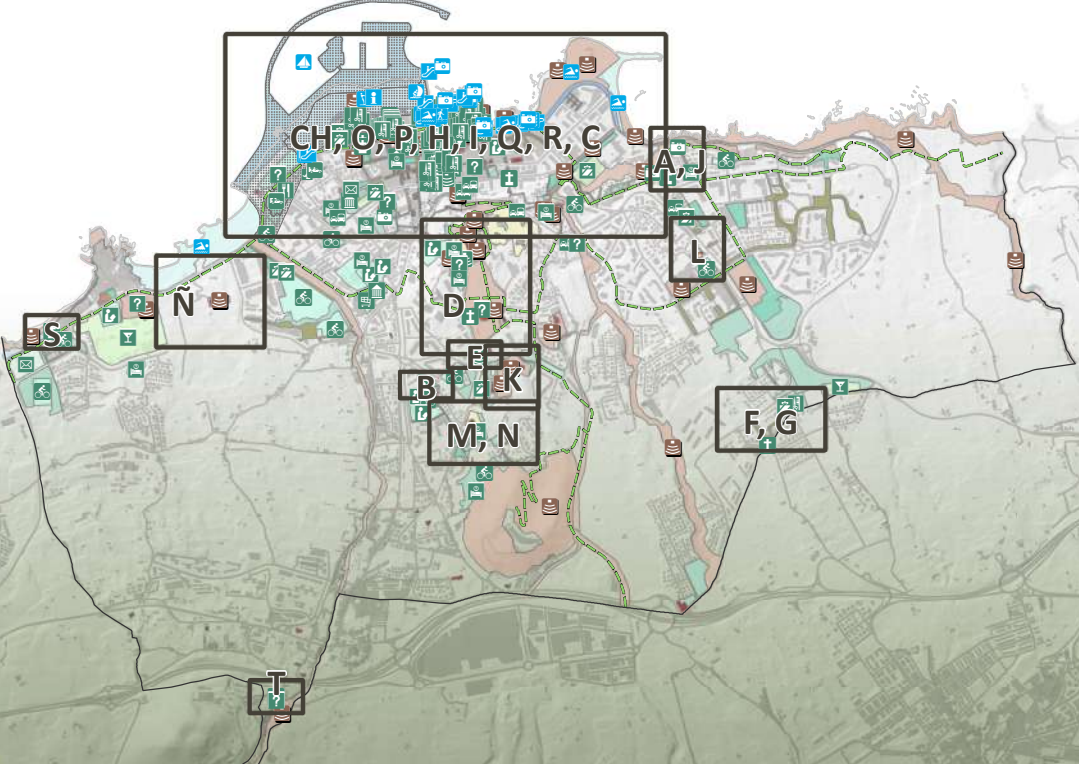 CH, O, P, H, I, Q, R, C
A, J
L
Ñ
D
S
E
K
B
M, N
F, G
T